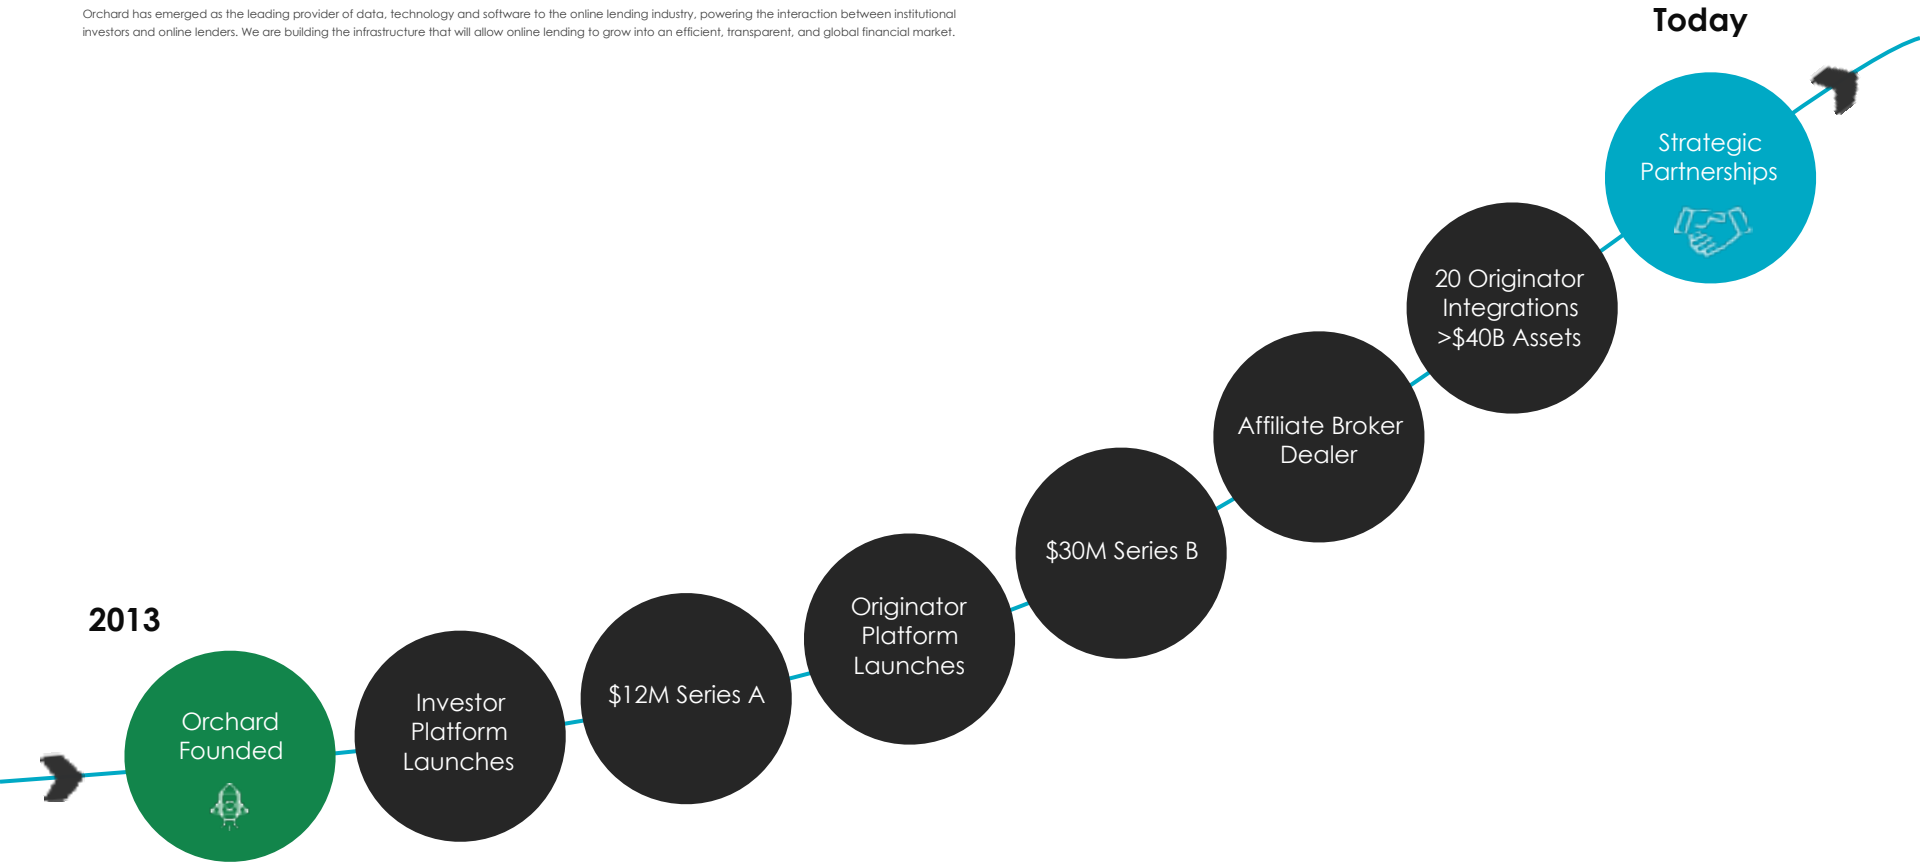 Orchard has emerged as the leading provider of data, technology and software to the online lending industry, powering the interaction between institutional
investors and online lenders. We are building the infrastructure that will allow online lending to grow into an efficient, transparent, and global financial market.
2013
Orchard
Founded
Investor
Platform
Launches
$12M Series A
Originator
Platform
Launches
$30M Series B
Affiliate Broker
Dealer
20 Originator
Integrations
>$40B Assets
Today
Strategic
Partnerships